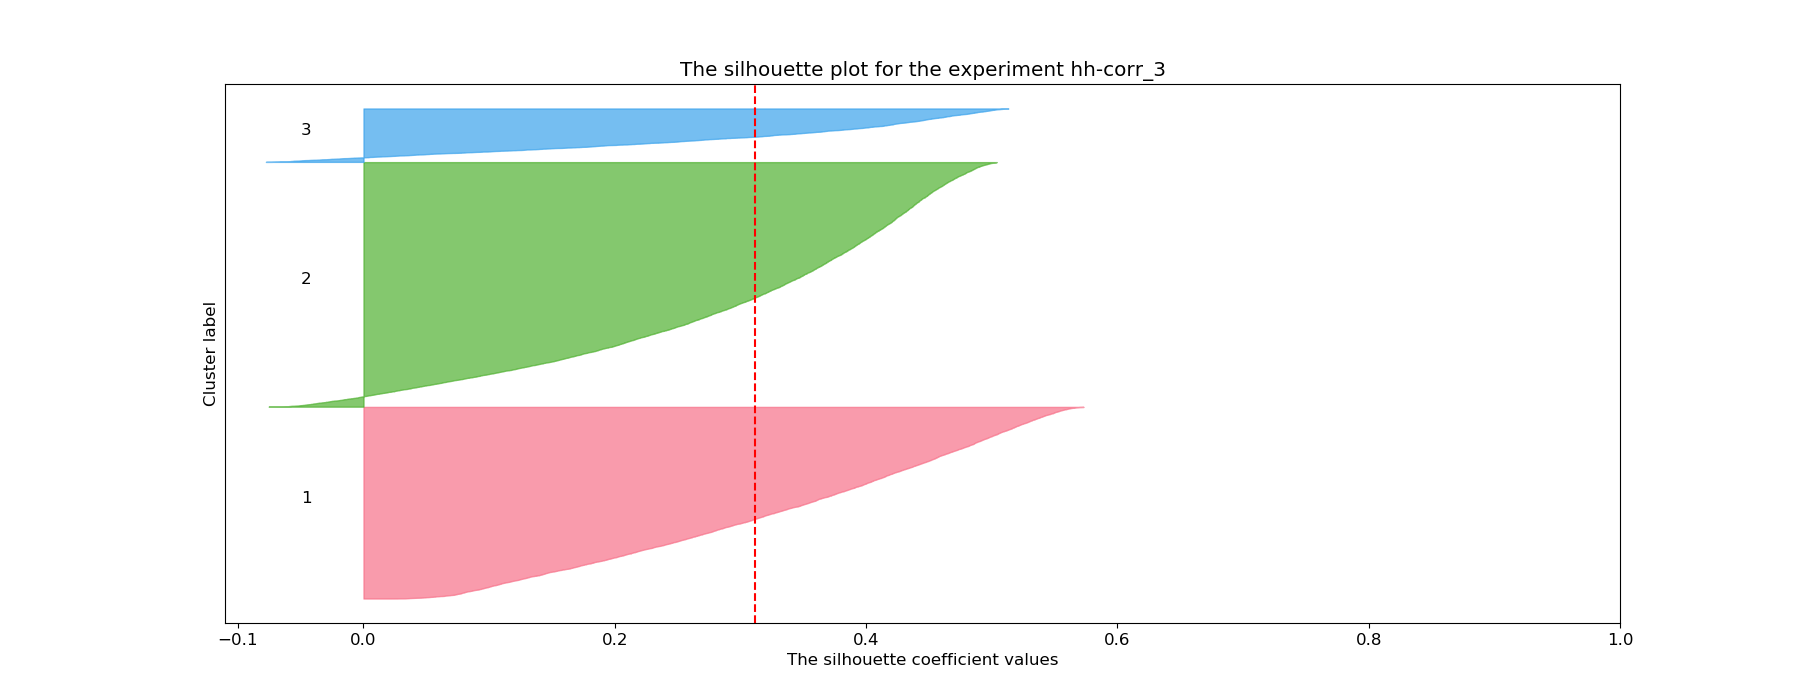 The silhouette plot for the experiment hh-corr_3
3
2
1
Cluster label
−0.1 0.0 0.2 0.4 0.6 0.8 1.0
The silhouette coefficient values